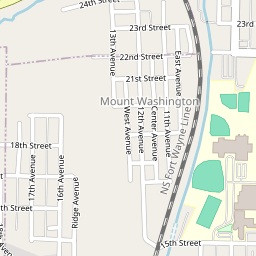 24th Street
23rd Street
23rd
13th Avenue
22nd Street
East Avenue
21st Street
Mount Washington
West Avenue
12th Avenue
Center Avenue
11th Avenue
NS Fort Wayne Line
18th Street
17th Avenue
16th Avenue
Ridge Avenue
Street
15th Street